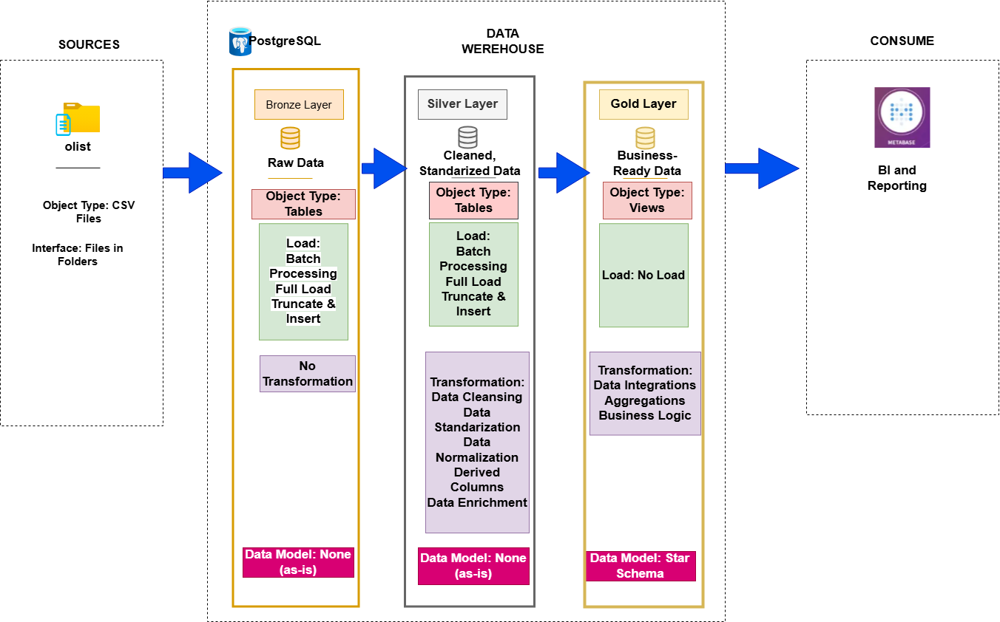 SOURCES
olist
Object Type: CSV
Files
Interface: Files in
Folders
PostgreSQL
DATA
WEREHOUSE
Bronze Layer
Raw Data
Object Type:
Tables
Load:
Batch
Processing
Full Load
Truncate &
Insert
No
Transformation
Data Model: None
(as-is)
Silver Layer
Cleaned,
Standarized Data
Object Type:
Tables
Load:
Batch
Processing
Full Load
Truncate &
Insert
Transformation:
Data Cleansing
Data
Standarization
Data
Normalization
Derived
Columns
Data Enrichment
Data Model: None
(as-is)
Gold Layer
Business-
Ready Data
Object Type:
Views
Load: No Load
Transformation:
Data Integrations
Aggregations
Business Logic
Data Model: Star
Schema
CONSUME
METABASE
BI and
Reporting